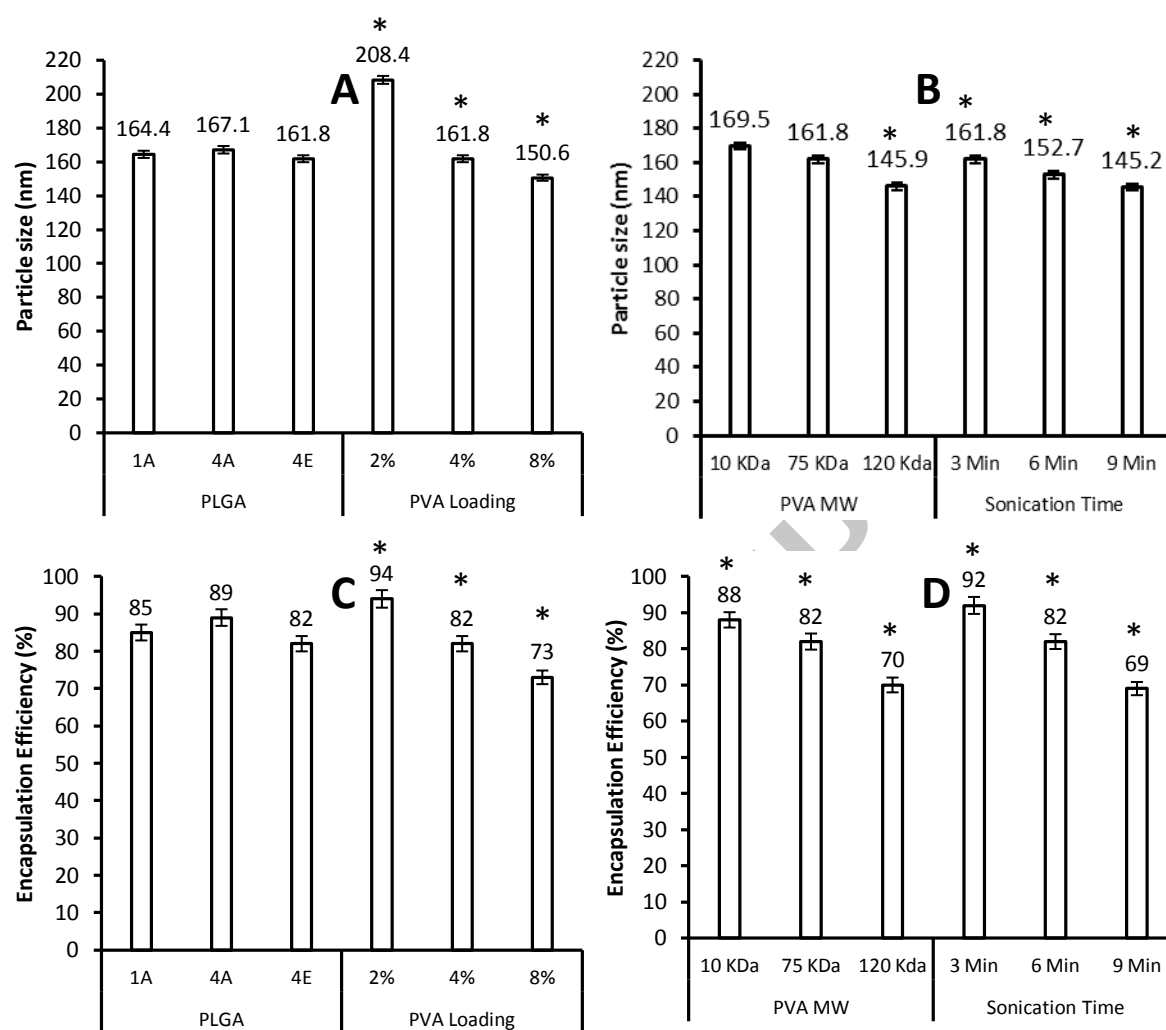 *
220
208.4
200
A
*
180
164.4
167.1
161.8
161.8
*
150.6
160
140
120
100
80
60
40
20
0
Particle size (nm)
1A
4A
4E
2%
4%
8%
PLGA
PVA Loading
220
200
B
*
*
*
*
180
169.5
161.8
145.9
161.8
152.7
145.2
160
140
120
100
80
60
40
20
0
Particle size (nm)
10 KDa
75 KDa
120 Kda
3 Min
6 Min
9 Min
PVA MW
Sonication Time
*
100
C
94
*
*
90
85
89
82
82
73
80
70
60
50
40
30
20
10
0
Encapsulation Efficiency (%)
1A
4A
4E
2%
4%
8%
PLGA
PVA Loading
*
100
D
*
*
*
92
*
*
90
88
82
70
82
69
80
70
60
50
40
30
20
10
0
Encapsulation Efficiency (%)
10 KDa
75 KDa
120 Kda
3 Min
6 Min
9 Min
PVA MW
Sonication Time